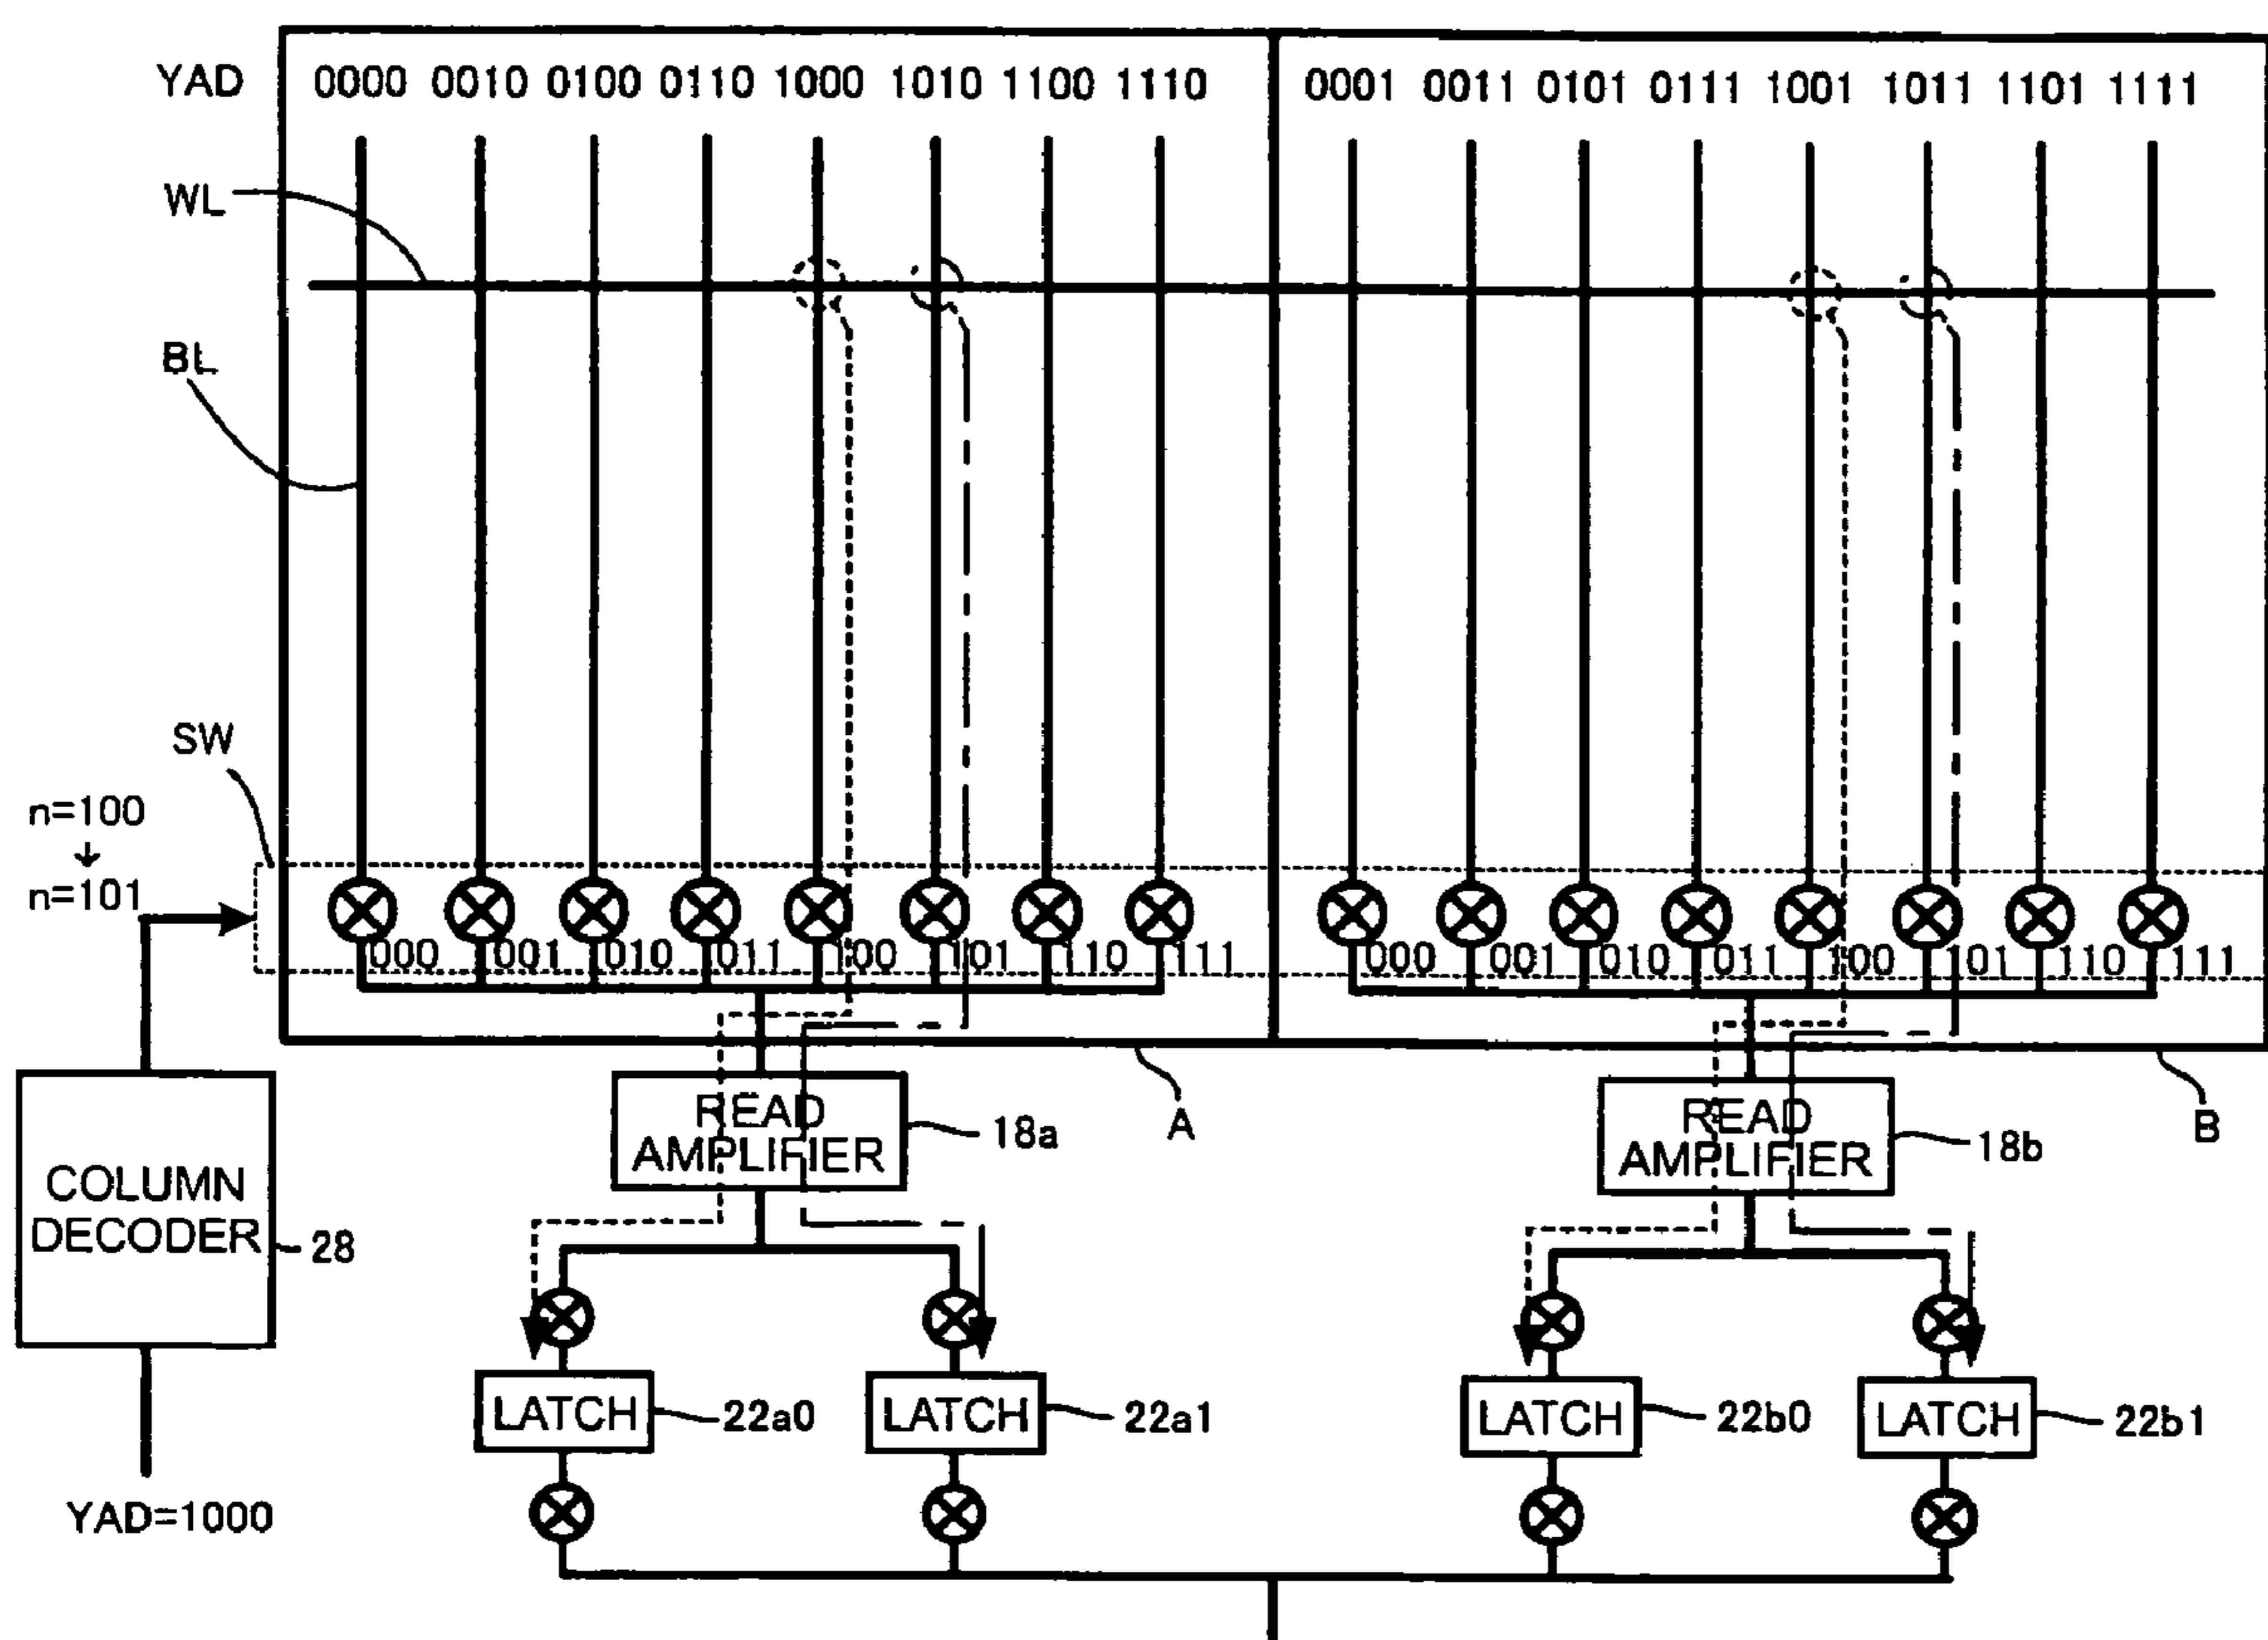 YAD 0000 0010 0100 0110 1000 1010 1100 1110 0001 0011 0101 0111 1001 1011 1101 1111
WL
BL
SW
n=100
↓
n=101
000 001 010 011 100 101 110 111 000 001 010 011 100 101 110 111
A
B
READ
AMPLIFIER
18a
READ
AMPLIFIER
18b
COLUMN
DECODER
28
LATCH
22a0
LATCH
22a1
LATCH
22b0
LATCH
22b1
YAD=1000